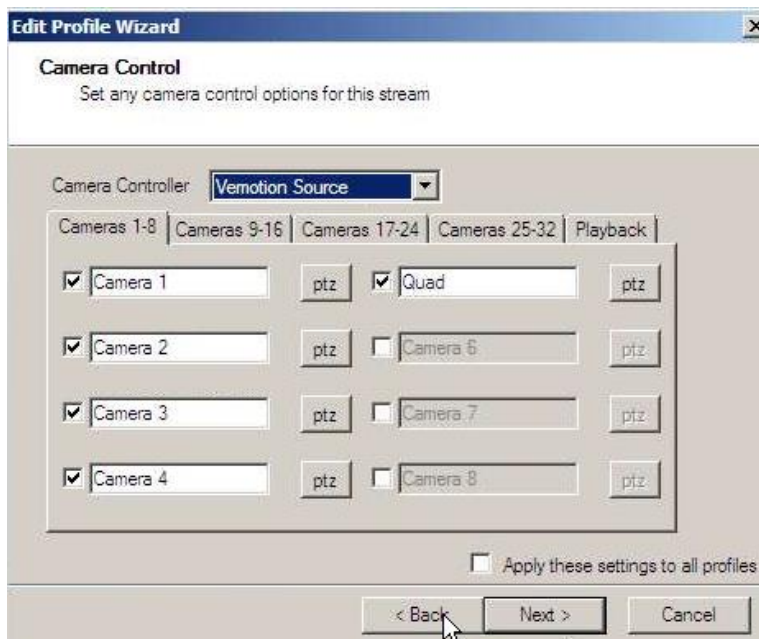 Edit Profile Wizard
Camera Control
Set any camera control options for this stream
Camera Controller Vemotion Source
Cameras 1-8 Cameras 9-16 Cameras 17-24 Cameras 25-32 Playback
Camera 1 ptz Quad ptz
Camera 2 ptz Camera 6 ptz
Camera 3 ptz Camera 7 ptz
Camera 4 ptz Camera 8 ptz
Apply these settings to all profiles
< Back Next > Cancel